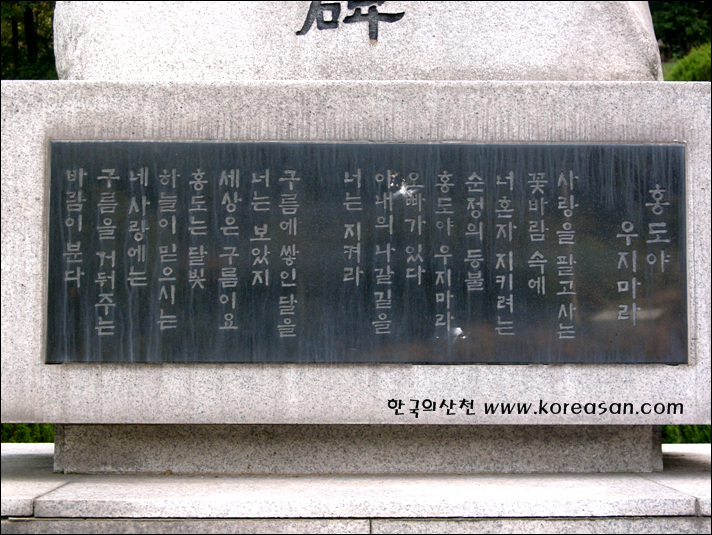 碑
홍도야
우지마라
사랑을 팔고사는
꽃바람 속에
너혼자 지키려는
순정의 등불
홍도야 우지마라
오빠가 있다
아내의 나갈길을
너는 지켜라
구름에 쌓인 달을
너는 보았지
세상은 구름이요
홍도는 달빛
하늘이 믿으시는
네 사랑에는
구름을 거둬주는
바람이 분다
한국의산천 www.koreasan.com